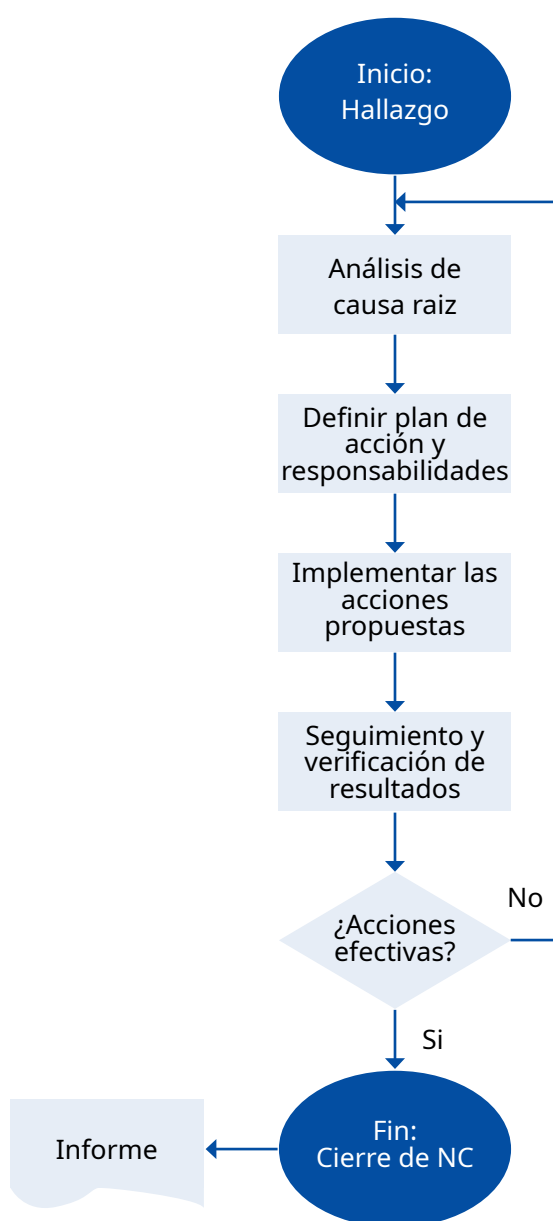 Inicio:
Hallazgo
Análisis de
causa raiz
Definir plan de
acción y
responsabilidades
Implementar las
acciones
propuestas
Seguimiento y
verificación de
resultados
¿Acciones
efectivas?
No
Si
Fin:
Cierre de NC
Informe